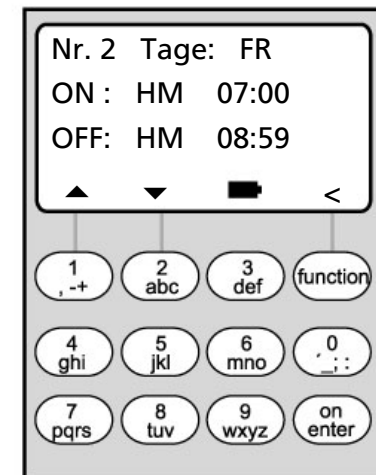 Nr. 2 Tage: FR
ON : HM 07:00
OFF: HM 08:59
<
1 2 3 function
, -+ abc def
4 5 6 0
ghi jkl mno ´_; :
7 8 9 on
pqrs tuv wxyz enter